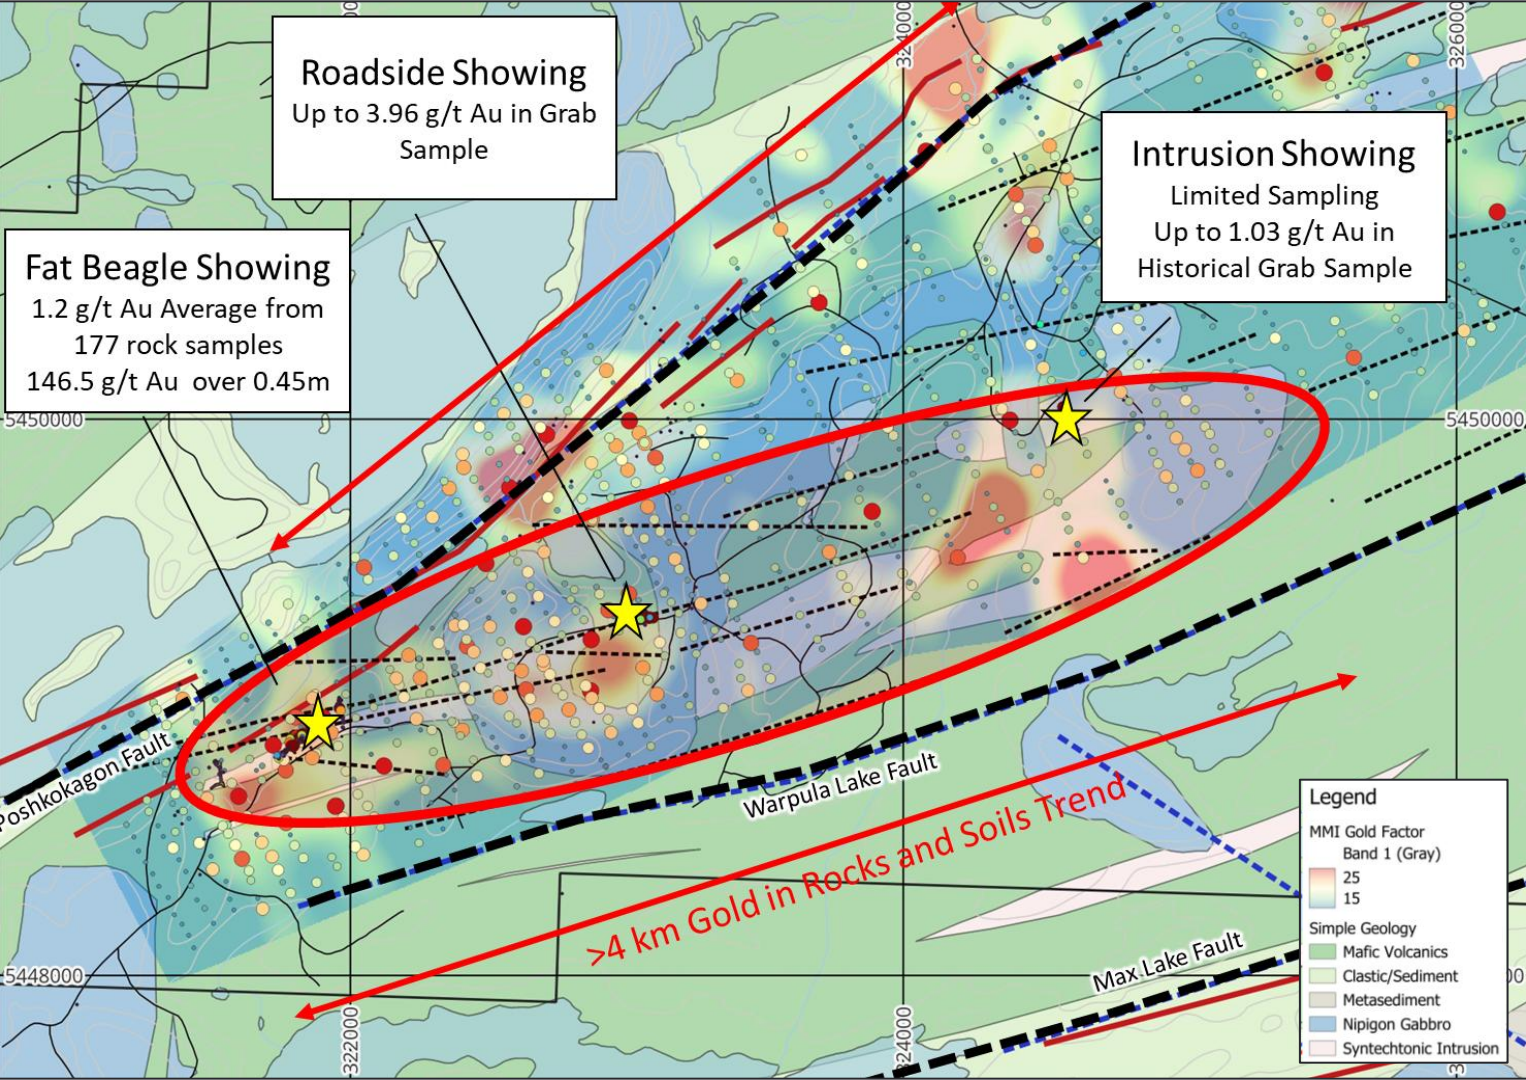 324000
326000
Roadside Showing
Up to 3.96 g/t Au in Grab
Sample
Intrusion Showing
Limited Sampling
Up to 1.03 g/t Au in
Historical Grab Sample
Fat Beagle Showing
1.2 g/t Au Average from
177 rock samples
146.5 g/t Au over 0.45m
5450000
5450000
Poshkokagon Fault
Warpula Lake Fault
>4 km Gold in Rocks and Soils Trend
Max Lake Fault
5448000
322000
324000
Legend
MMI Gold Factor
Band 1 (Gray)
25
15
Simple Geology
Mafic Volcanics
Clastic/Sediment
Metasediment
Nipigon Gabbro
Syntechtonic Intrusion